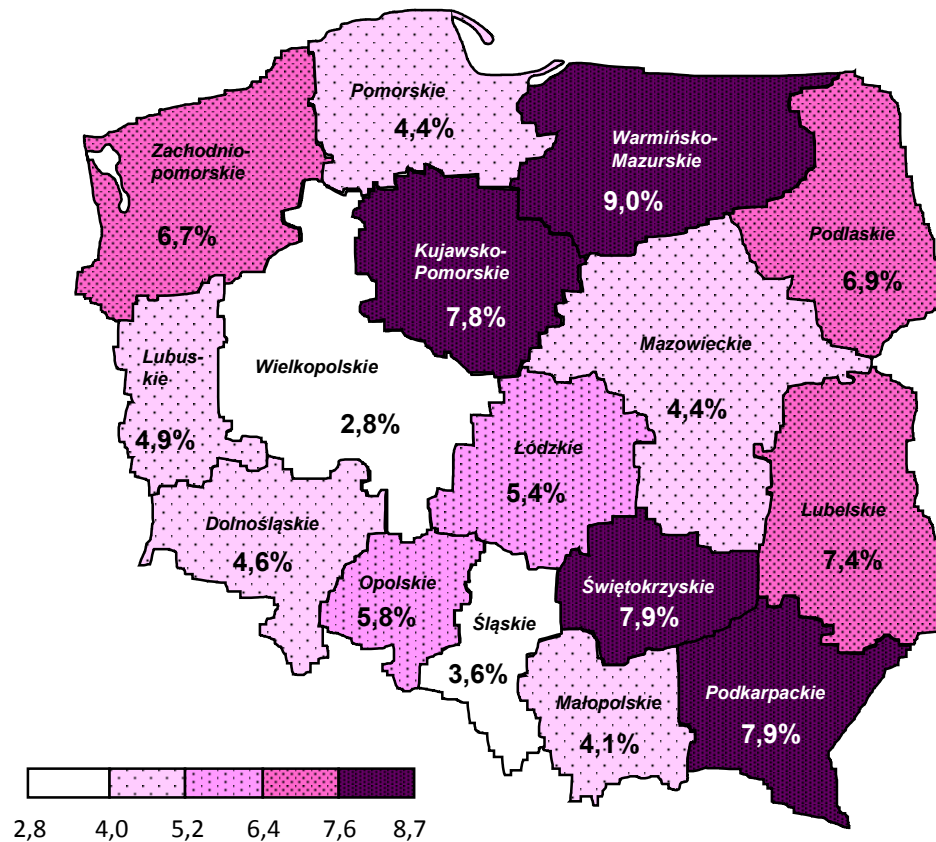 Pomorskie
4,4%
Warmińsko-
Mazurskie
9,0%
Zachodnio-
pomorskie
6,7%
Podlaskie
6,9%
Kujawsko-
Pomorskie
7,8%
Mazowieckie
4,4%
Lubus-
kie
4,9%
Wielkopolskie
2,8%
Łódzkie
5,4%
Lubelskie
7,4%
Dolnośląskie
4,6%
Opolskie
5,8%
Śląskie
3,6%
Świętokrzyskie
7,9%
Małopolskie
4,1%
Podkarpackie
7,9%
2,8 4,0 5,2 6,4 7,6 8,7